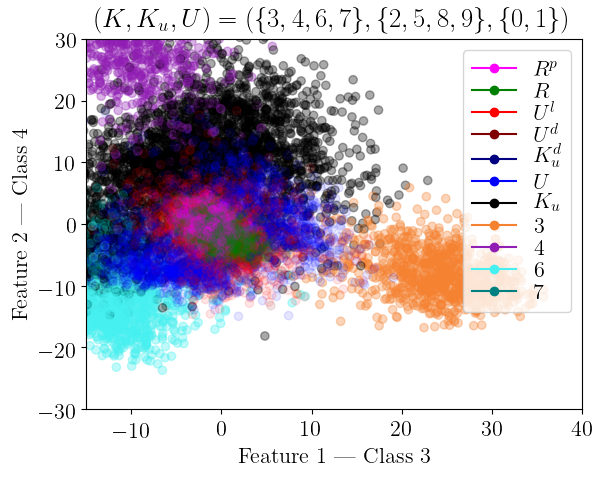 (K, K_u, U) = ({3, 4, 6, 7}, {2, 5, 8, 9}, {0, 1})
30
20
10
0
−10
−20
−30
Feature 2 — Class 4
−10
0
10
20
30
40
Feature 1 — Class 3
R^p
R
U^l
U^d
K_u^d
U
K_u
3
4
6
7